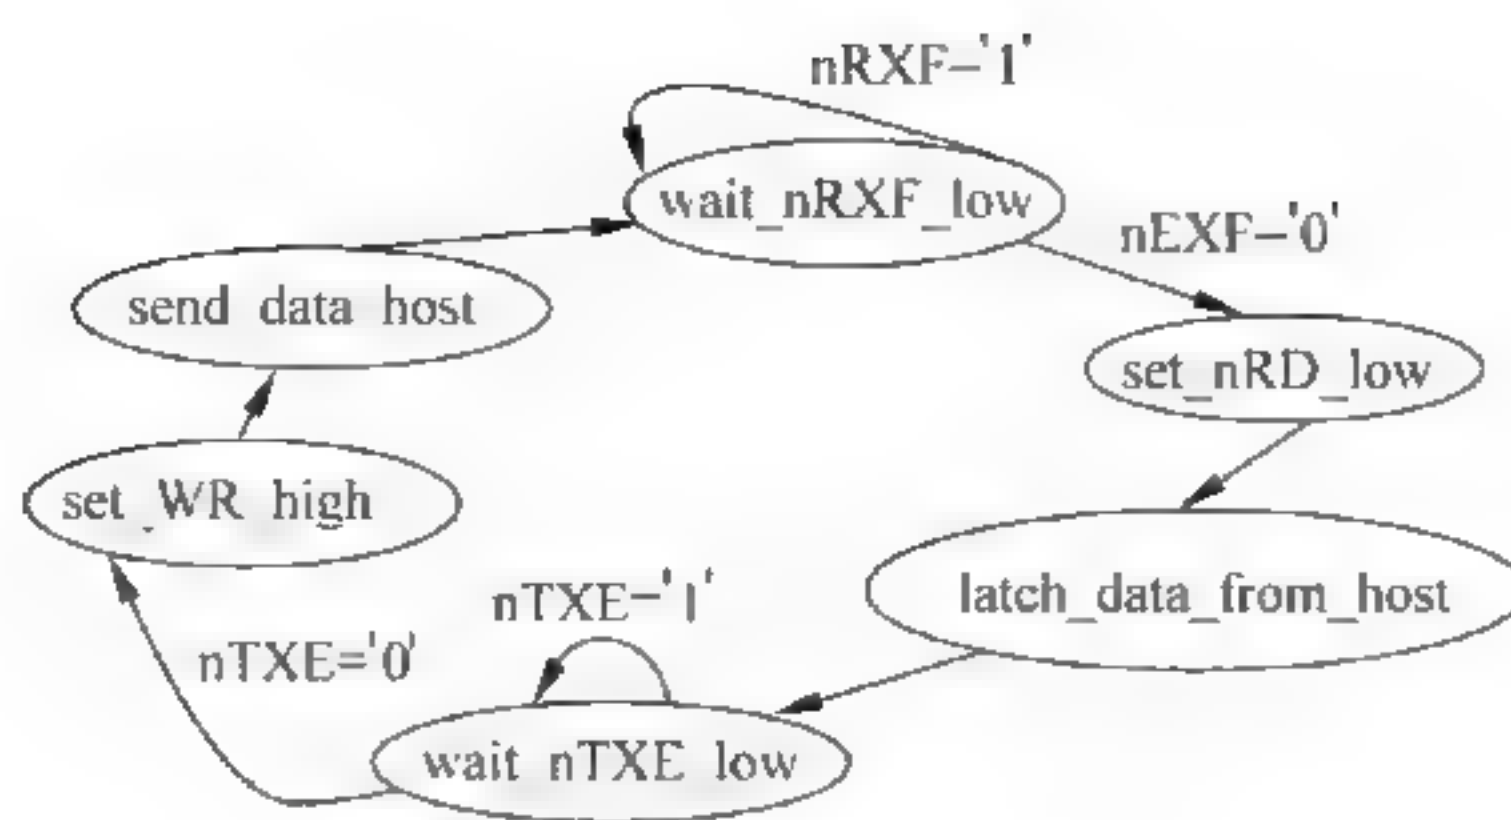 nRXF-'1'
wait_nRXF_low
nEXF-'0'
send data host
set_nRD_low
set_WR high
latch_data_from_host
nTXE-'1'
nTXE='0'
wait nTXE low